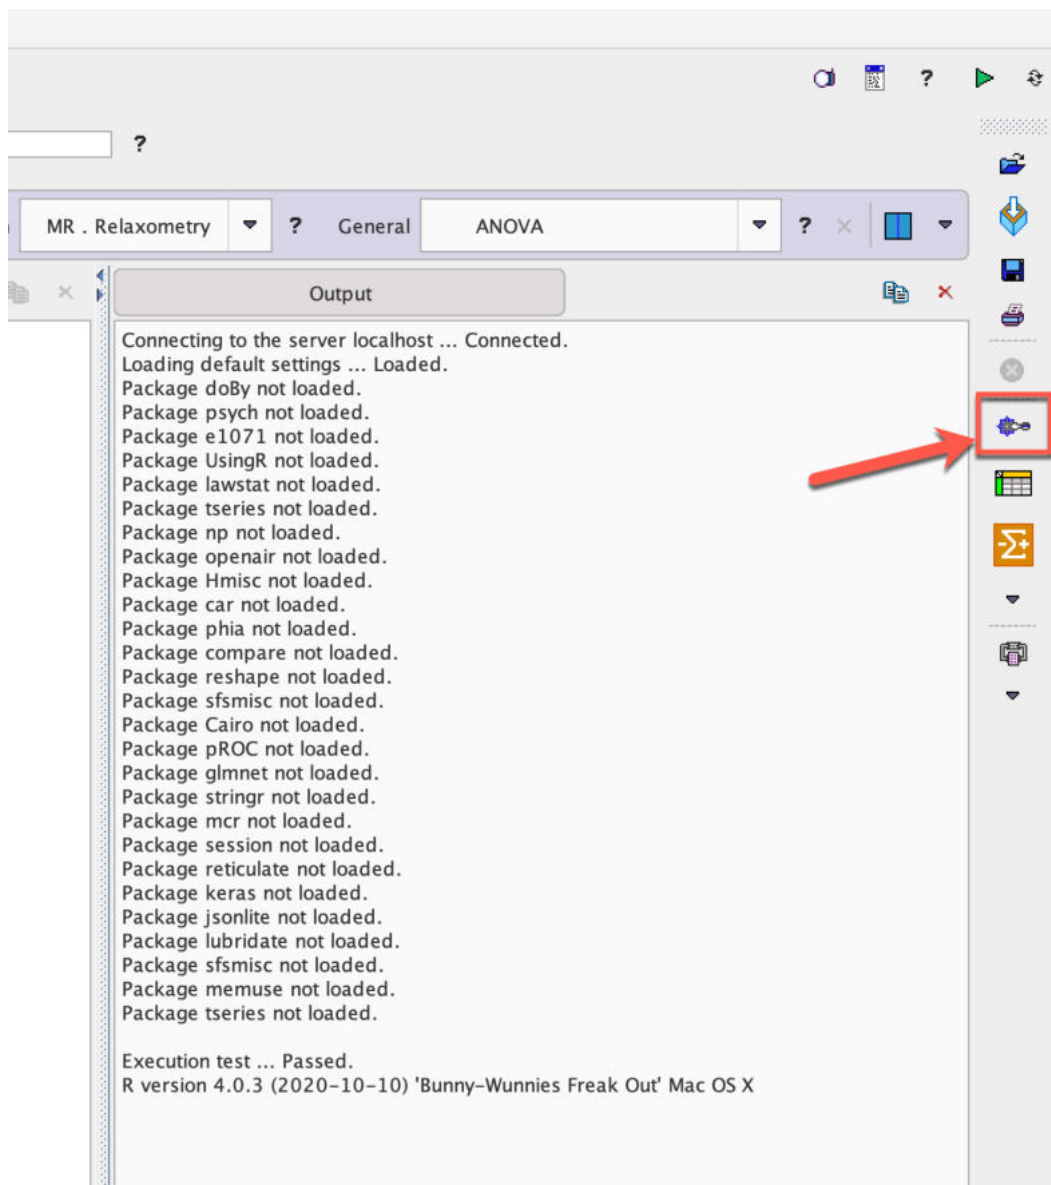 ?
?
MR . Relaxometry
?
General
ANOVA
?
Output
Connecting to the server localhost ... Connected.
Loading default settings ... Loaded.
Package doBy not loaded.
Package psych not loaded.
Package e1071 not loaded.
Package UsingR not loaded.
Package lawstat not loaded.
Package tseries not loaded.
Package np not loaded.
Package openair not loaded.
Package Hmisc not loaded.
Package car not loaded.
Package phia not loaded.
Package compare not loaded.
Package reshape not loaded.
Package sfsmisc not loaded.
Package Cairo not loaded.
Package pROC not loaded.
Package glmnet not loaded.
Package stringr not loaded.
Package mcr not loaded.
Package session not loaded.
Package reticulate not loaded.
Package keras not loaded.
Package jsonlite not loaded.
Package lubridate not loaded.
Package sfsmisc not loaded.
Package memuse not loaded.
Package tseries not loaded.
Execution test ... Passed.
R version 4.0.3 (2020-10-10) 'Bunny-Wunnies Freak Out' Mac OS X